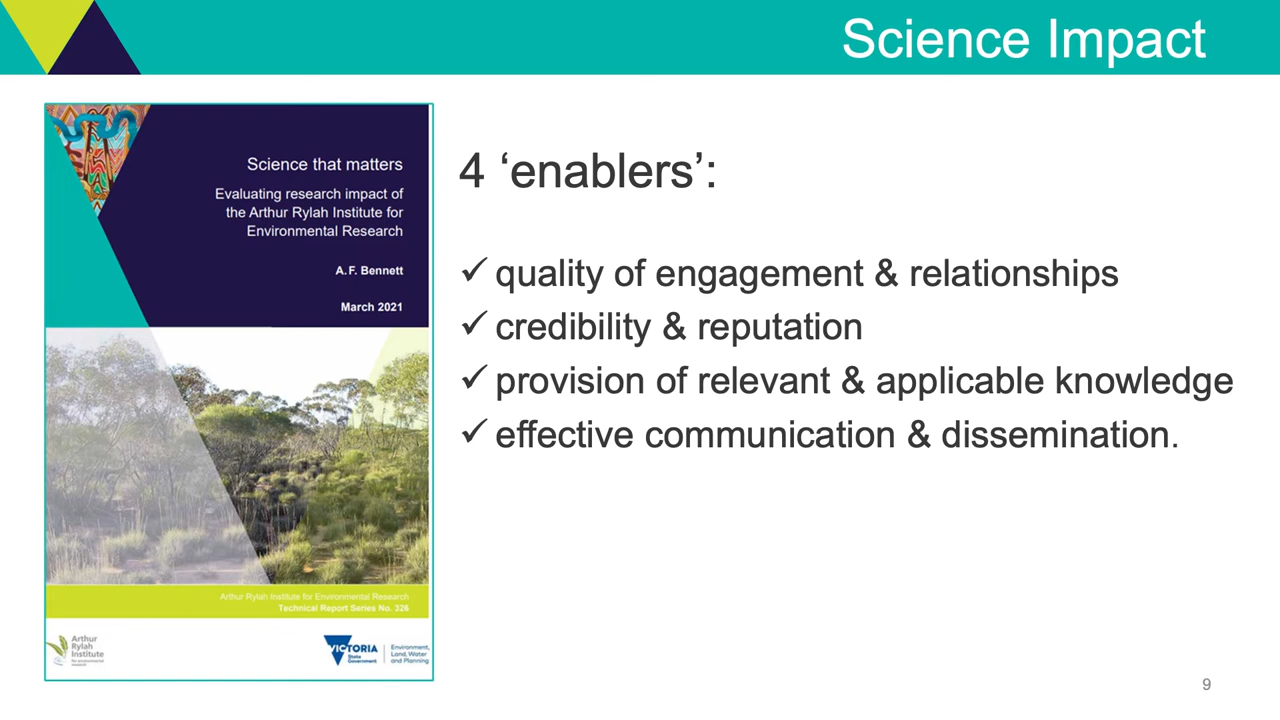 Science Impact
Science that matters
Evaluating research impact of
the Arthur Rylah Institute for
Environmental Research
A. F. Bennett
March 2021
Arthur Rylah Institute for Environmental Research
Technical Report Series No. 326
Arthur
Rylah
Institute
for environmental
research
VICTORIA
State
Government
Environment,
Land, Water
and Planning
4 ‘enablers’:
✓ quality of engagement & relationships
✓ credibility & reputation
✓ provision of relevant & applicable knowledge
✓ effective communication & dissemination.
9